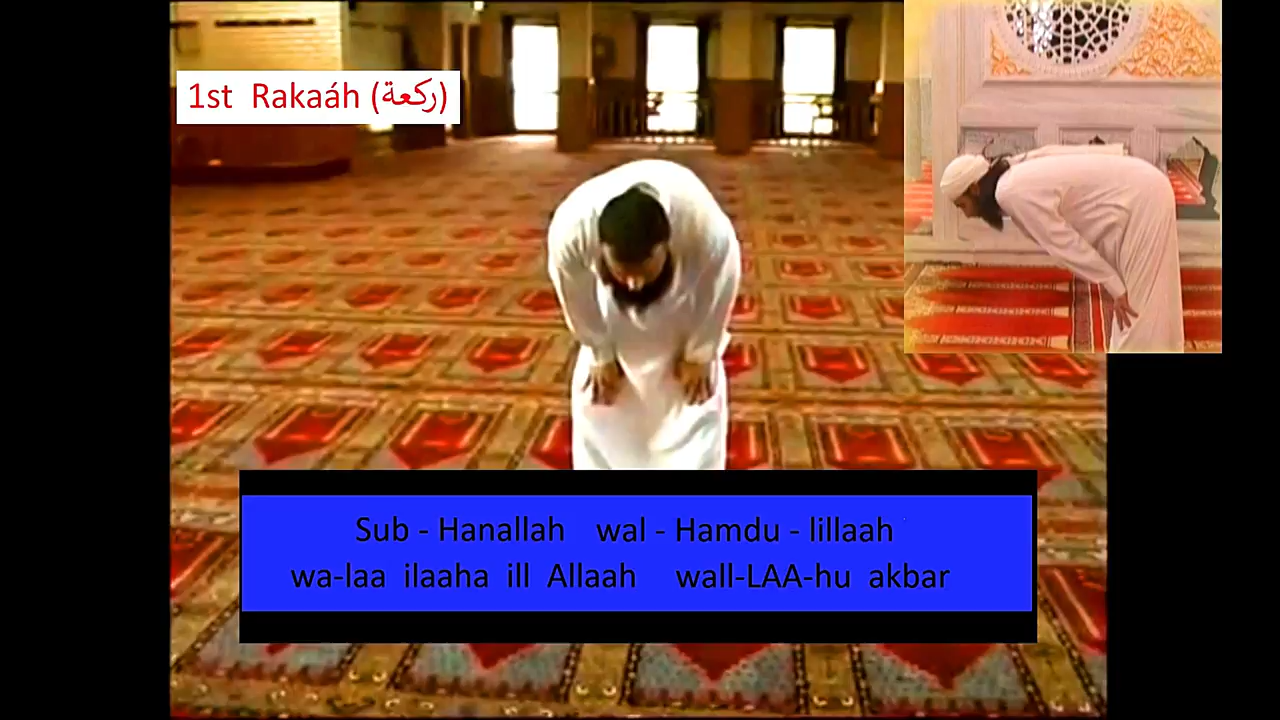 1st Rakaáh (ركعة)
Sub - Hanallah wal - Hamdu - lillaah
wa-laa ilaaha ill Allaah wall-LAA-hu akbar